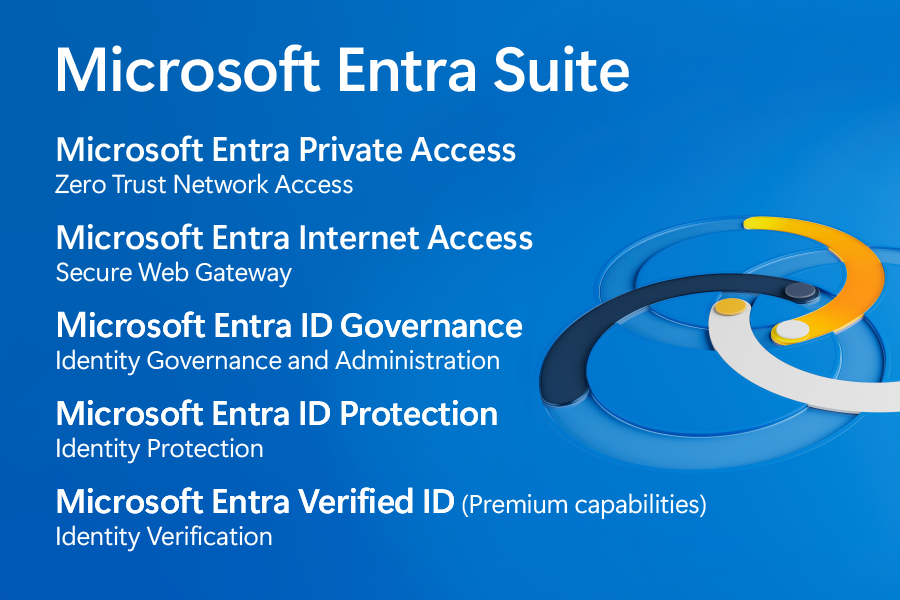 Microsoft Entra Suite
Microsoft Entra Private Access
Zero Trust Network Access
Microsoft Entra Internet Access
Secure Web Gateway
Microsoft Entra ID Governance
Identity Governance and Administration
Microsoft Entra ID Protection
Identity Protection
Microsoft Entra Verified ID (Premium capabilities)
Identity Verification